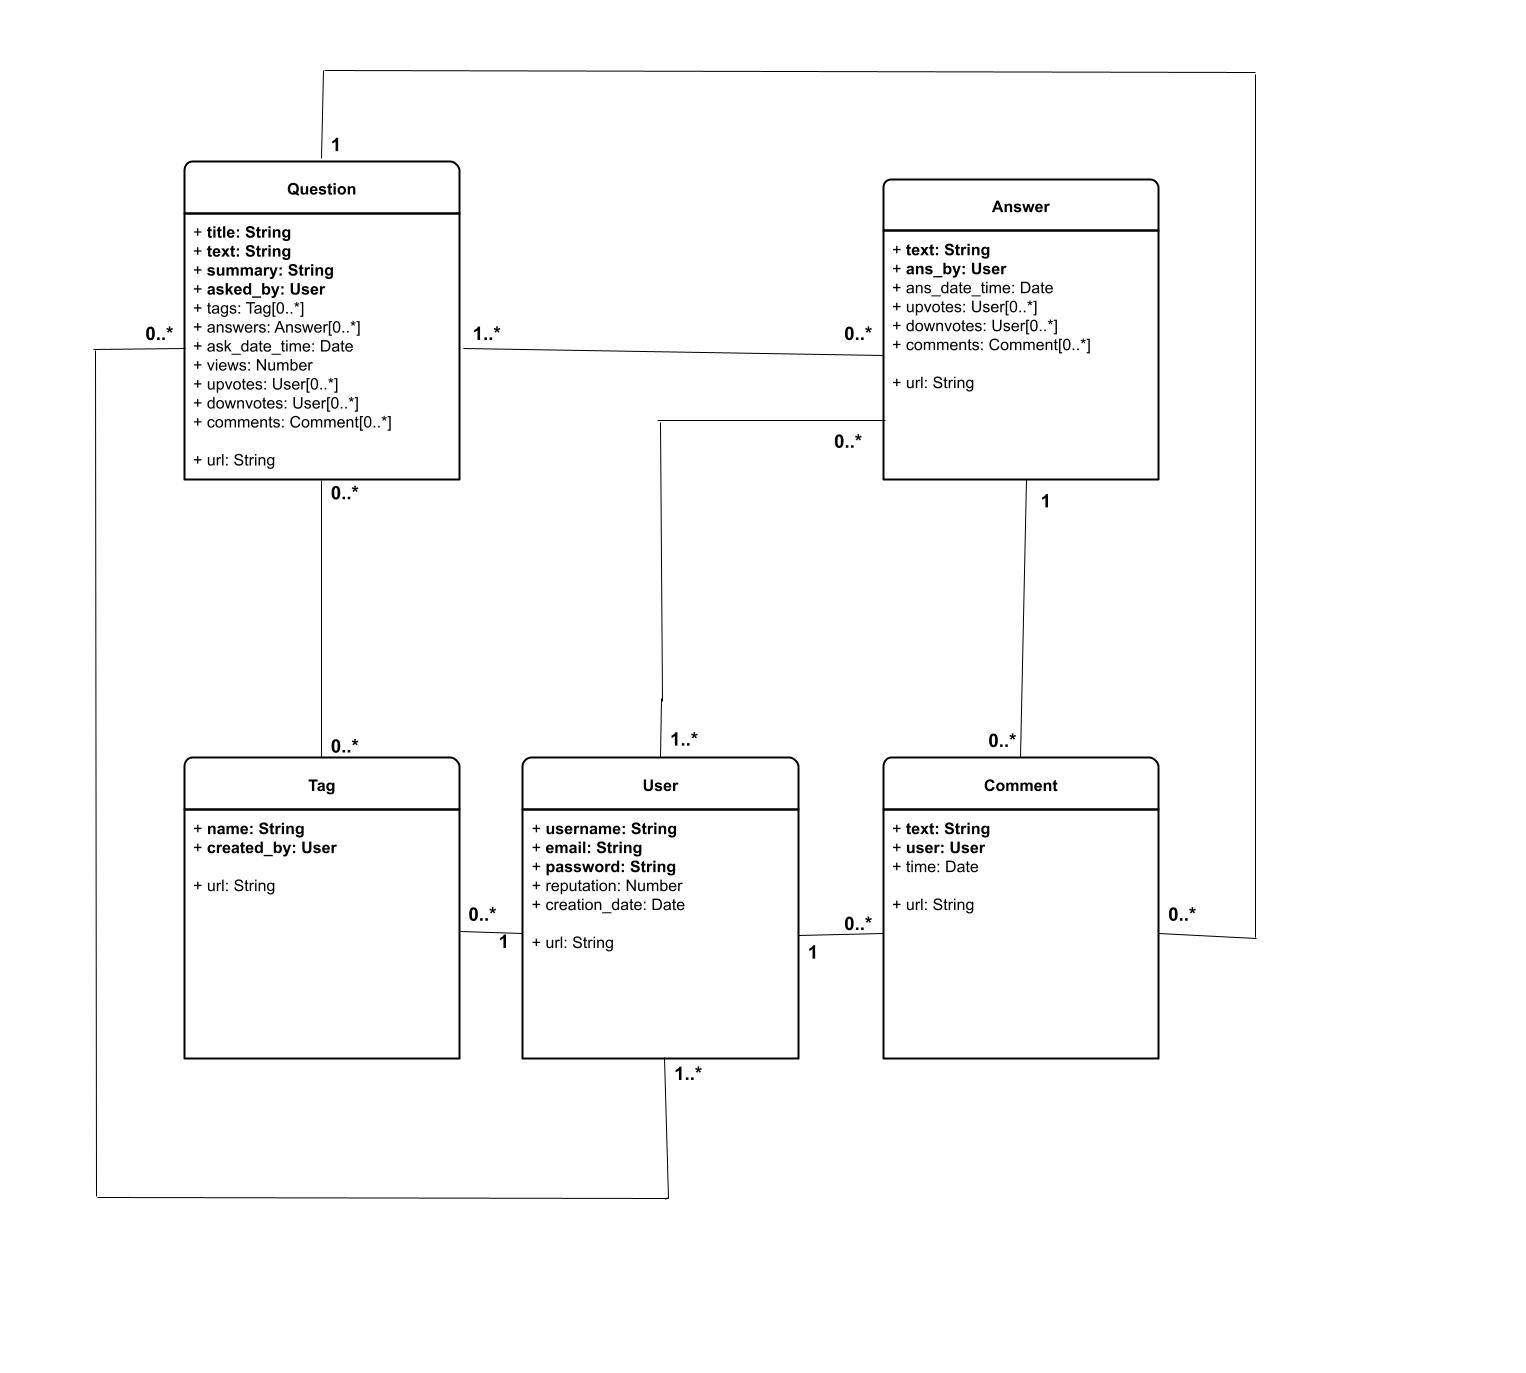 1
Question
+ title: String
+ text: String
+ summary: String
+ asked_by: User
+ tags: Tag[0..*]
+ answers: Answer[0..*]
+ ask_date_time: Date
+ views: Number
+ upvotes: User[0..*]
+ downvotes: User[0..*]
+ comments: Comment[0..*]
+ url: String
0..*
1..*
0..*
Answer
+ text: String
+ ans_by: User
+ ans_date_time: Date
+ upvotes: User[0..*]
+ downvotes: User[0..*]
+ comments: Comment[0..*]
+ url: String
0..*
0..*
1
0..*
1..*
0..*
Tag
+ name: String
+ created_by: User
+ url: String
0..*
1
User
+ username: String
+ email: String
+ password: String
+ reputation: Number
+ creation_date: Date
+ url: String
0..*
1
Comment
+ text: String
+ user: User
+ time: Date
+ url: String
0..*
1..*